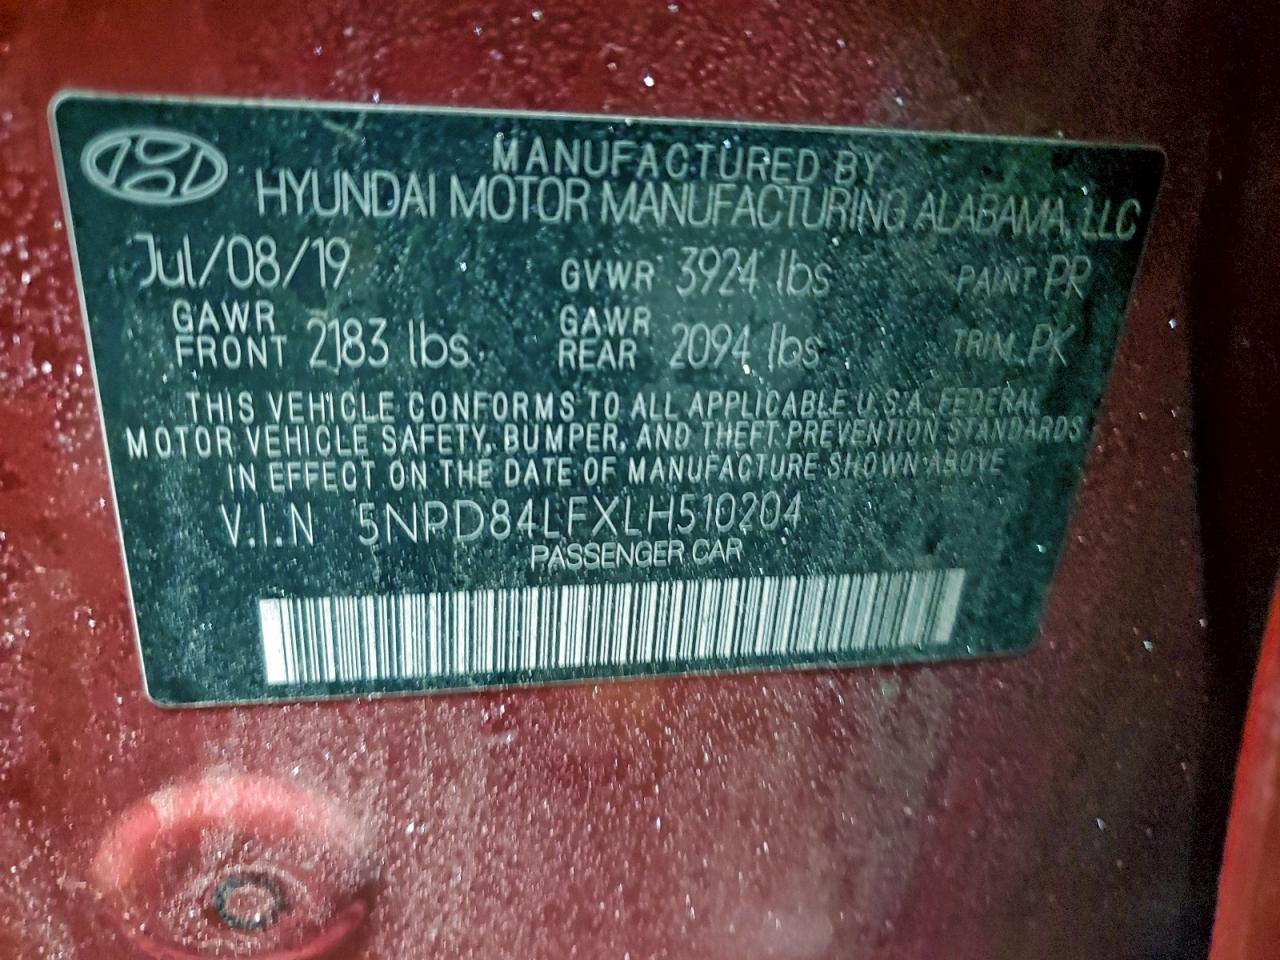 MANUFACTURED BY
HYUNDAI MOTOR MANUFACTURING ALABAMA, LLC
Jul/08/19 GVWR 3924 lbs PAINT PR
GAWR FRONT 2183 lbs GAWR REAR 2094 lbs TRIM PK
THIS VEHICLE CONFORMS TO ALL APPLICABLE U.S.A. FEDERAL
MOTOR VEHICLE SAFETY, BUMPER, AND THEFT PREVENTION STANDARDS
IN EFFECT ON THE DATE OF MANUFACTURE SHOWN ABOVE
V.I.N 5NPD84LFXLH510204
PASSENGER CAR